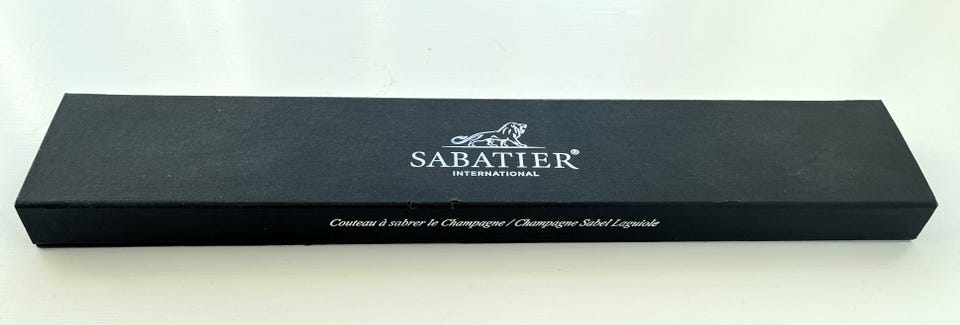 SABATIER®
INTERNATIONAL
Couteau à sabrer le Champagne / Champagne Sabel Laguiole